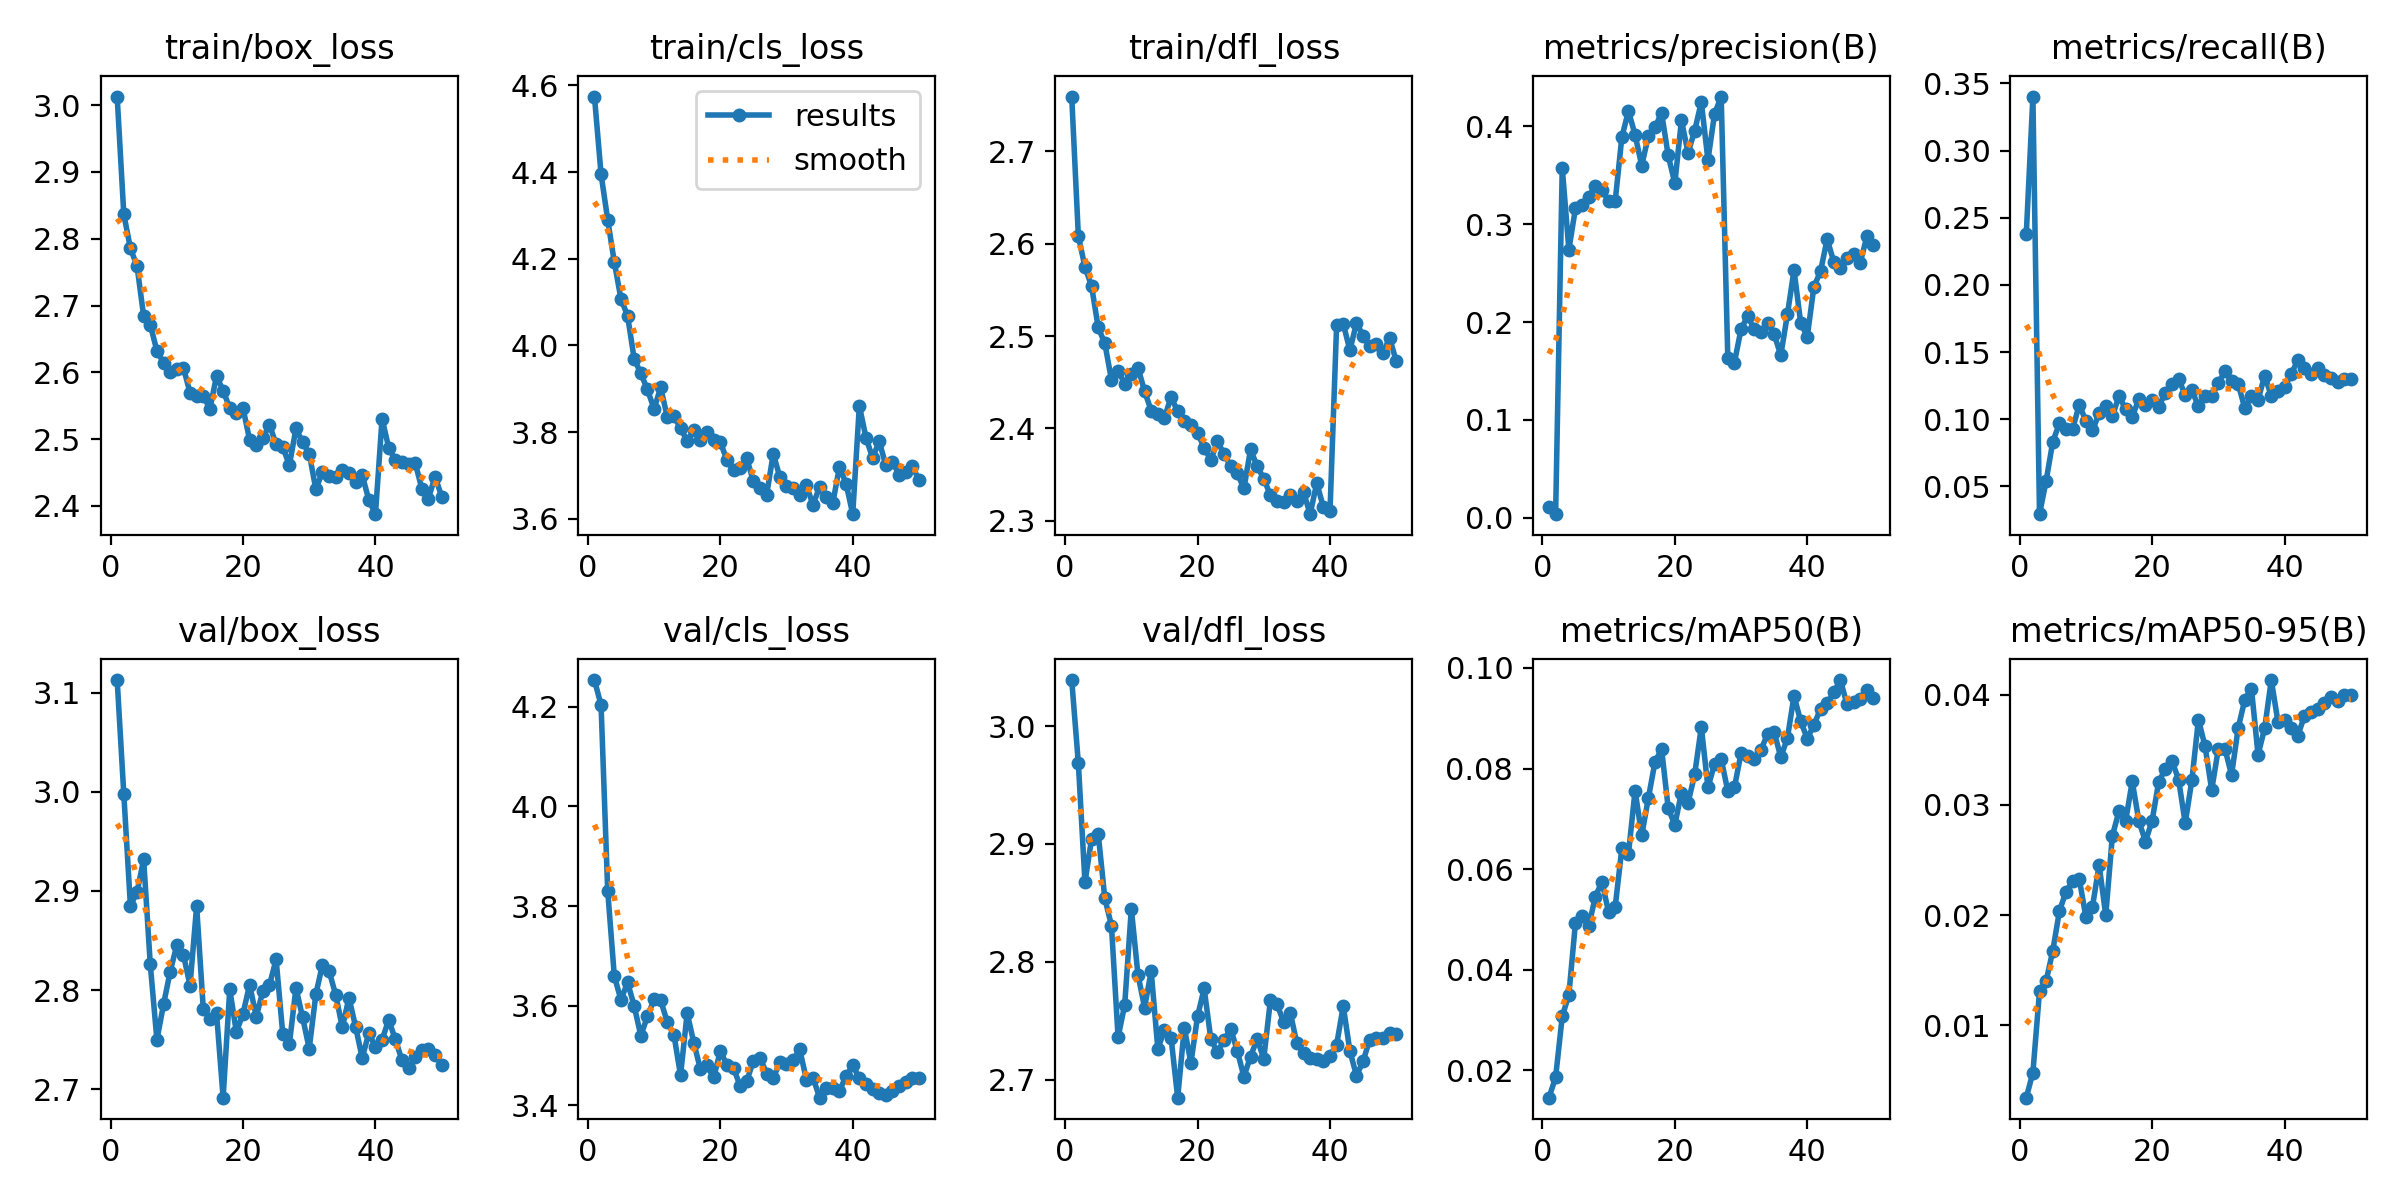 train/box_loss
3.0
2.9
2.8
2.7
2.6
2.5
2.4
0 20 40
train/cls_loss
results
smooth
4.6
4.4
4.2
4.0
3.8
3.6
0 20 40
train/dfl_loss
2.7
2.6
2.5
2.4
2.3
0 20 40
metrics/precision(B)
0.4
0.3
0.2
0.1
0.0
0 20 40
metrics/recall(B)
0.35
0.30
0.25
0.20
0.15
0.10
0.05
0 20 40
val/box_loss
3.1
3.0
2.9
2.8
2.7
0 20 40
val/cls_loss
4.2
4.0
3.8
3.6
3.4
0 20 40
val/dfl_loss
3.0
2.9
2.8
2.7
0 20 40
metrics/mAP50(B)
0.10
0.08
0.06
0.04
0.02
0 20 40
metrics/mAP50-95(B)
0.04
0.03
0.02
0.01
0 20 40